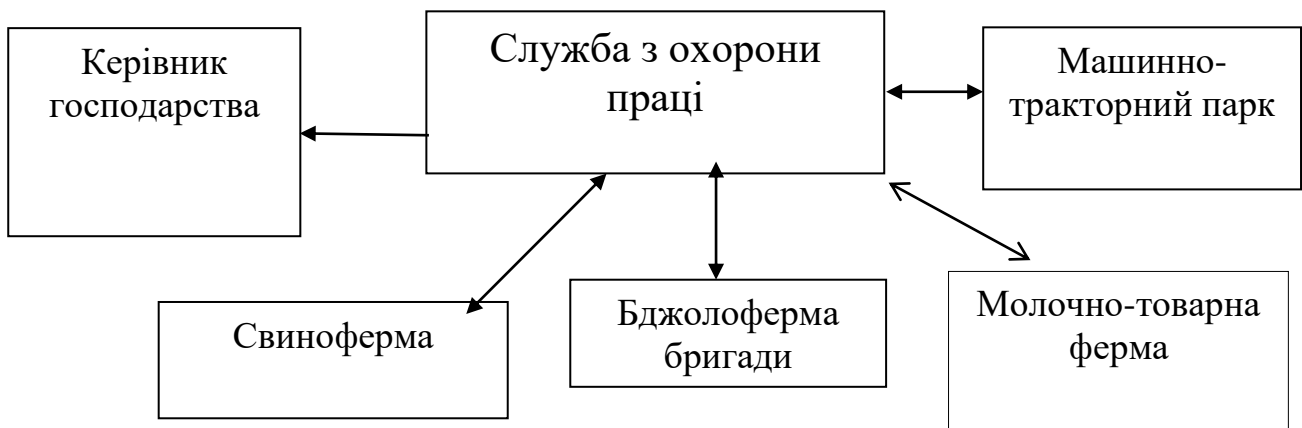 Керівник
господарства
Служба з охорони
праці
Машинно-
тракторний парк
Свиноферма
Бджолоферма
бригади
Молочно-товарна
ферма